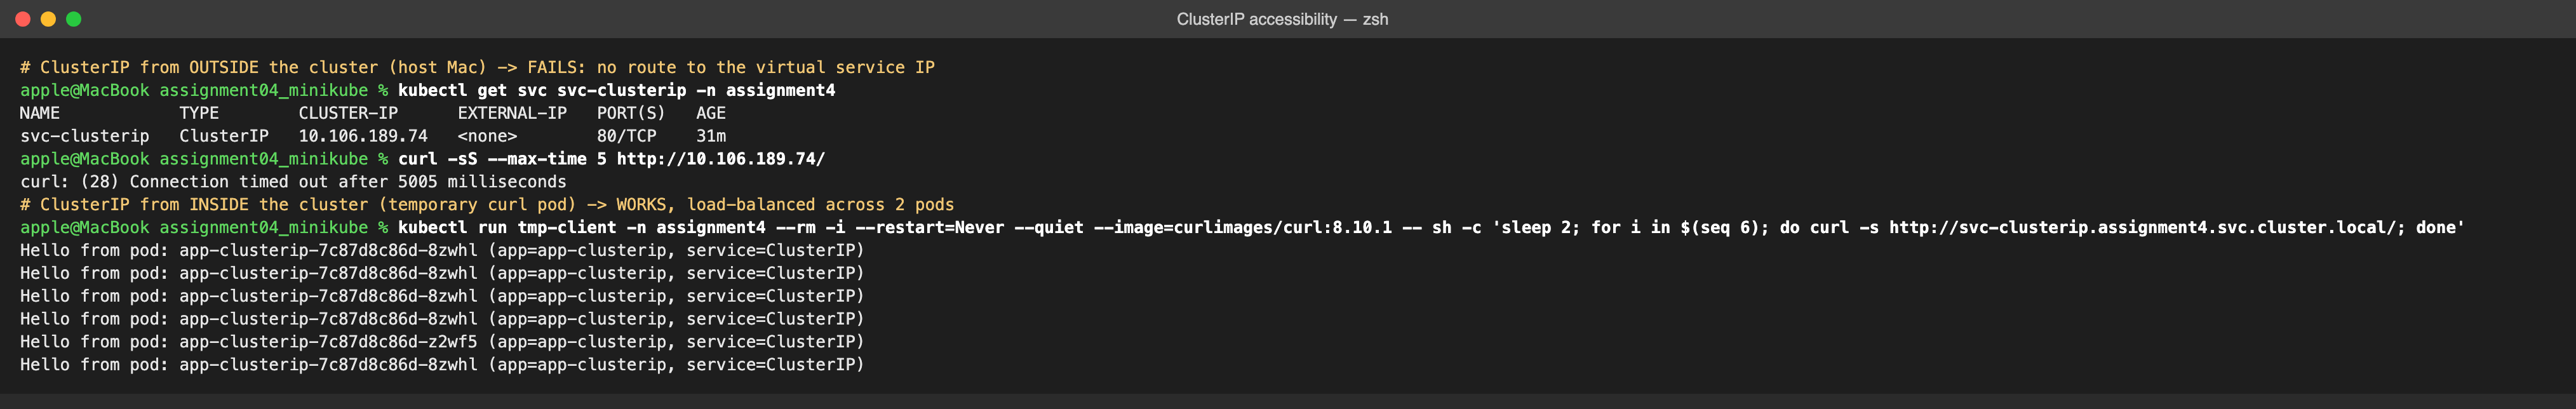 ClusterIP accessibility — zsh
# ClusterIP from OUTSIDE the cluster (host Mac) -> FAILS: no route to the virtual service IP
apple@MacBook assignment04_minikube % kubectl get svc svc-clusterip -n assignment4
NAME            TYPE        CLUSTER-IP      EXTERNAL-IP   PORT(S)   AGE
svc-clusterip   ClusterIP   10.106.189.74   <none>        80/TCP    31m
apple@MacBook assignment04_minikube % curl -sS --max-time 5 http://10.106.189.74/
curl: (28) Connection timed out after 5005 milliseconds
# ClusterIP from INSIDE the cluster (temporary curl pod) -> WORKS, load-balanced across 2 pods
apple@MacBook assignment04_minikube % kubectl run tmp-client -n assignment4 --rm -i --restart=Never --quiet --image=curlimages/curl:8.10.1 -- sh -c 'sleep 2; for i in $(seq 6); do curl -s http://svc-clusterip.assignment4.svc.cluster.local/; done'
Hello from pod: app-clusterip-7c87d8c86d-8zwhl (app=app-clusterip, service=ClusterIP)
Hello from pod: app-clusterip-7c87d8c86d-8zwhl (app=app-clusterip, service=ClusterIP)
Hello from pod: app-clusterip-7c87d8c86d-8zwhl (app=app-clusterip, service=ClusterIP)
Hello from pod: app-clusterip-7c87d8c86d-8zwhl (app=app-clusterip, service=ClusterIP)
Hello from pod: app-clusterip-7c87d8c86d-z2wf5 (app=app-clusterip, service=ClusterIP)
Hello from pod: app-clusterip-7c87d8c86d-8zwhl (app=app-clusterip, service=ClusterIP)